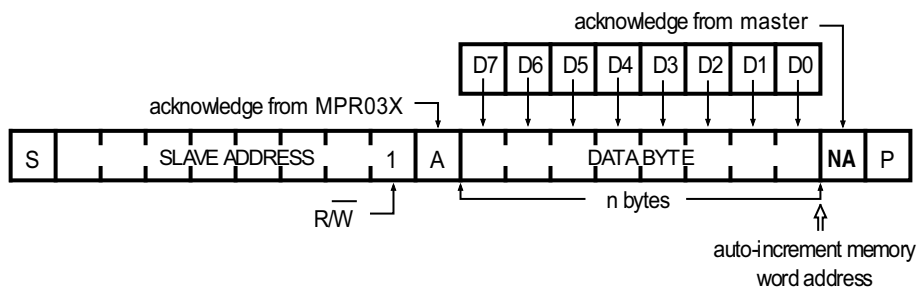 acknowledge from master
D7 D6 D5 D4 D3 D2 D1 D0
acknowledge from MPR03X
S SLAVE ADDRESS 1 A DATA BYTE NA P
R/W̅
n bytes
auto-increment memory
word address